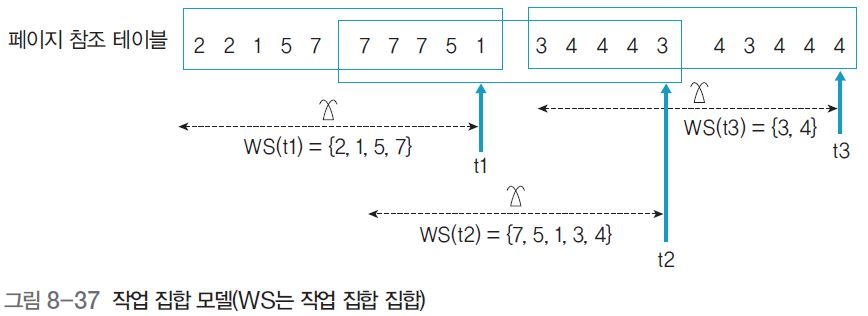 페이지 참조 테이블 2 2 1 5 7 7 7 7 5 1 3 4 4 4 3 4 3 4 4 4
WS(t1) = {2, 1, 5, 7}
t1
WS(t3) = {3, 4}
t3
WS(t2) = {7, 5, 1, 3, 4}
t2
그림 8-37 작업 집합 모델(WS는 작업 집합 집합)